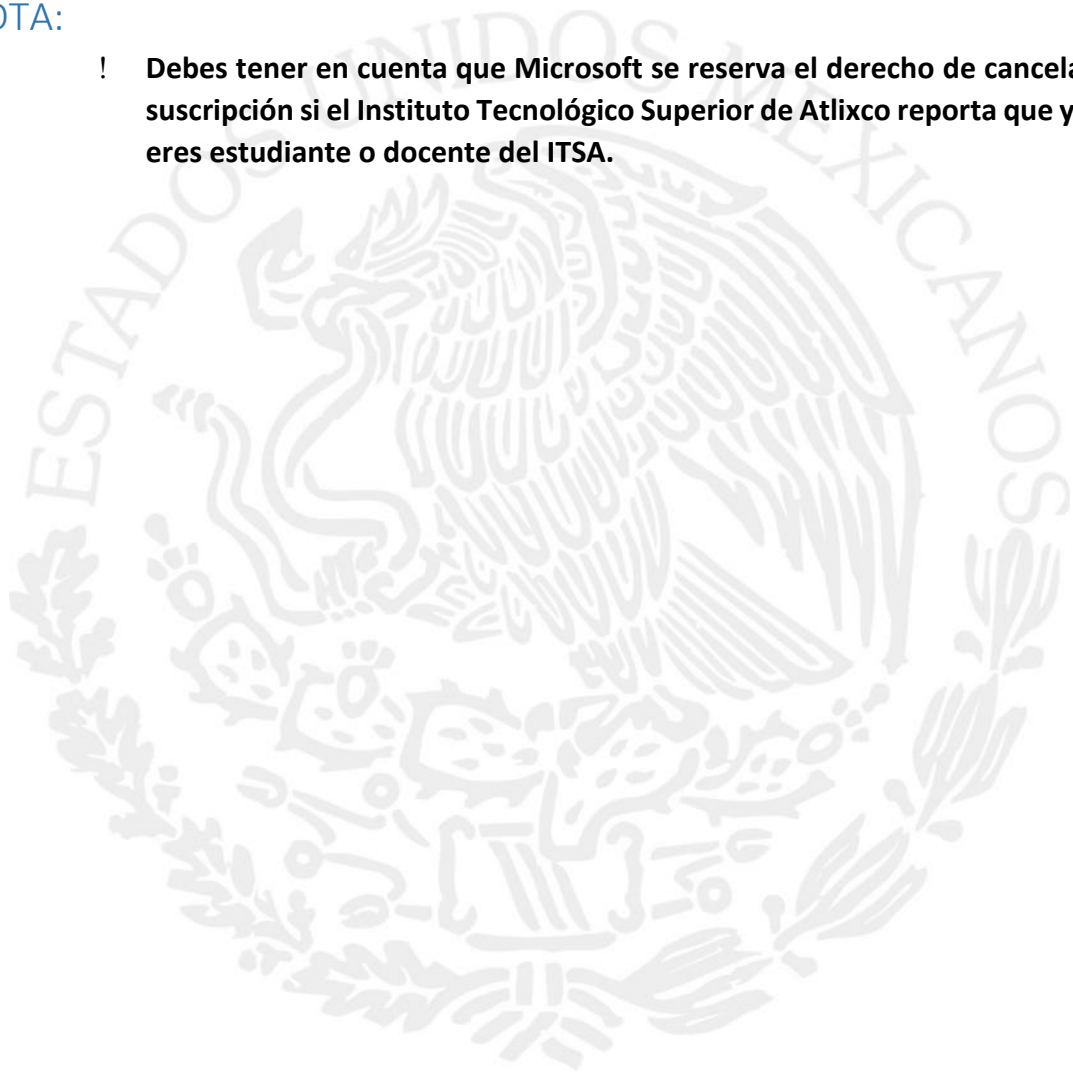 OTA:
! Debes tener en cuenta que Microsoft se reserva el derecho de cancela
suscripción si el Instituto Tecnológico Superior de Atlixco reporta que y
eres estudiante o docente del ITSA.
ESTADOS UNIDOS MEXICANOS